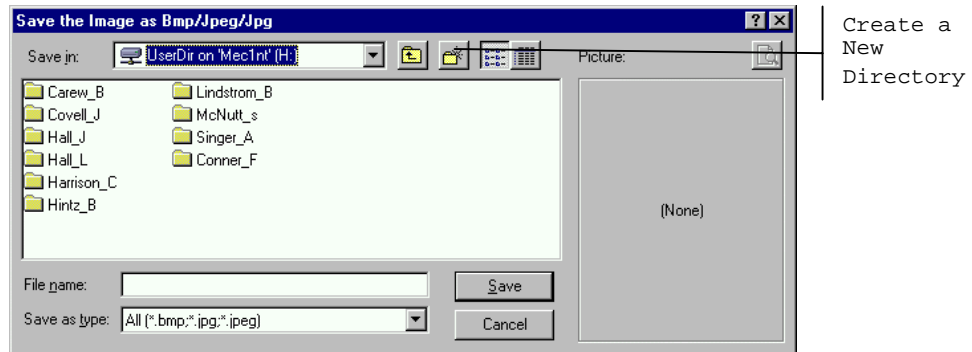 Save the Image as Bmp/Jpeg/Jpg
Save in:
UserDir on 'Mec1nt' (H:)
Picture:
Carew_B
Covell_J
Hall_J
Hall_L
Harrison_C
Hintz_B
Lindstrom_B
McNutt_s
Singer_A
Conner_F
(None)
File name:
Save
Save as type:
All (*.bmp;*.jpg;*.jpeg)
Cancel
Create a
New
Directory